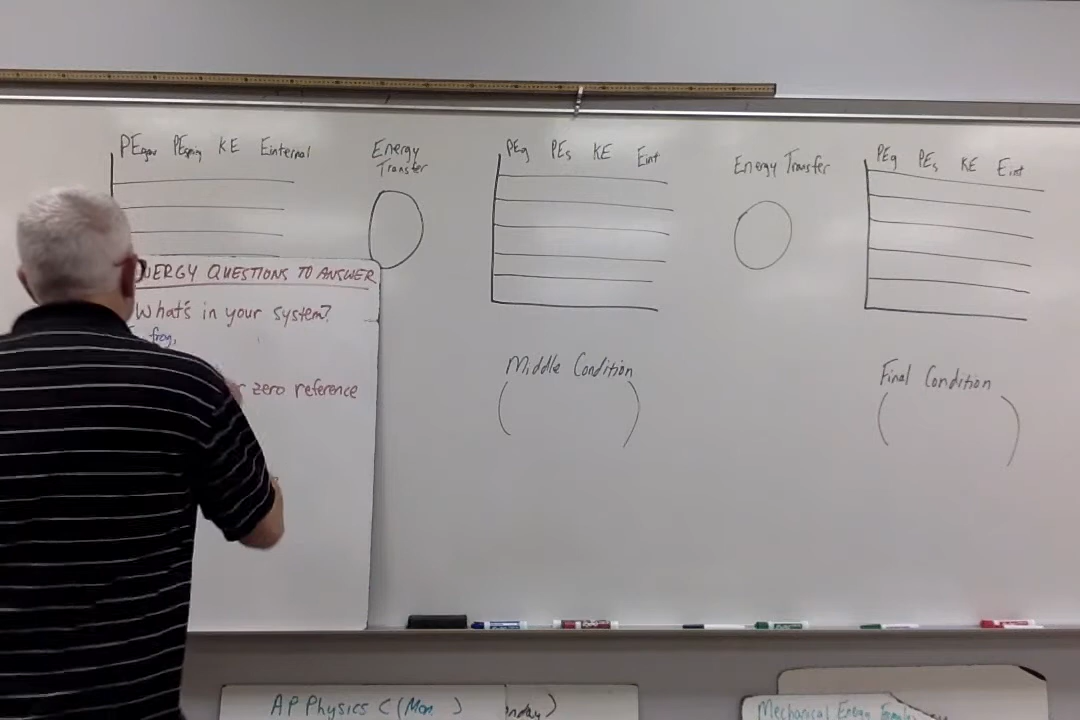 PEgrav PEspring KE Einternal
Energy
Transfer
PEg PEs KE Eint
Energy Transfer
PEg PEs KE Eint
ENERGY QUESTIONS TO ANSWER
What's in your system?
frog,
zero reference
Middle Condition
( )
Final Condition
( )
AP Physics C (Mon )
nday)
Mechanical Energy